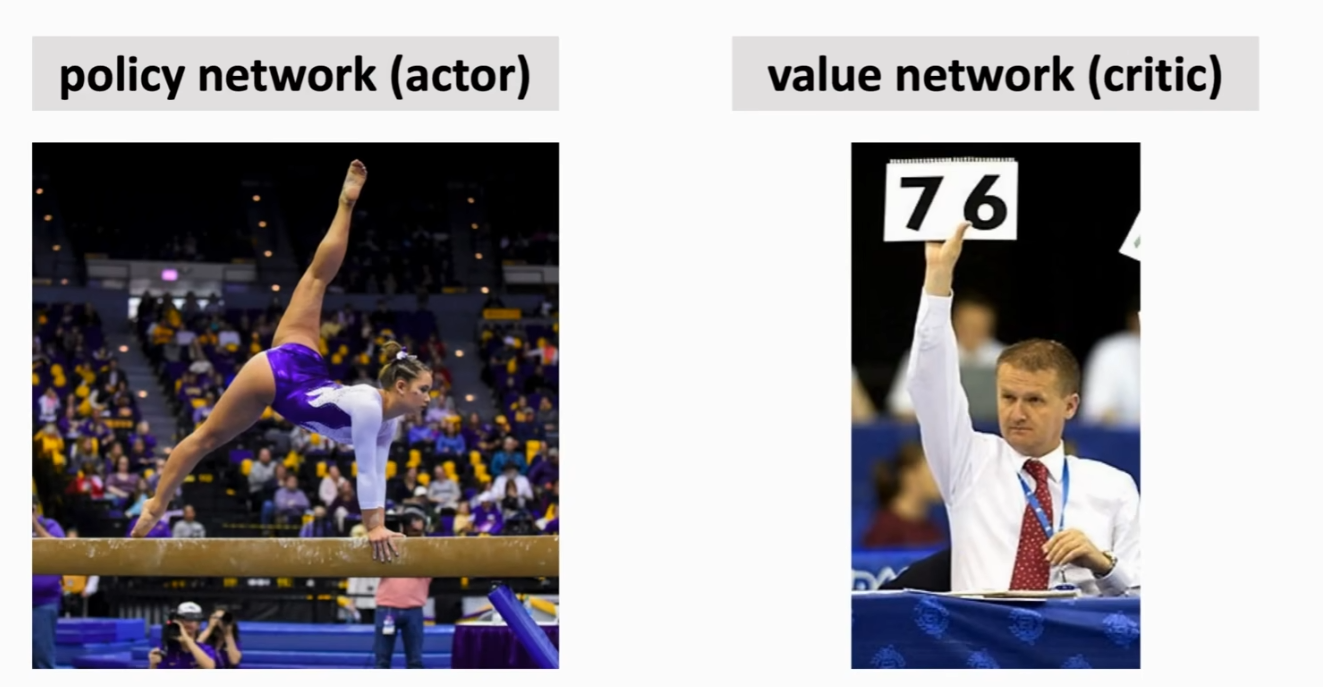 policy network (actor)
value network (critic)
7 6